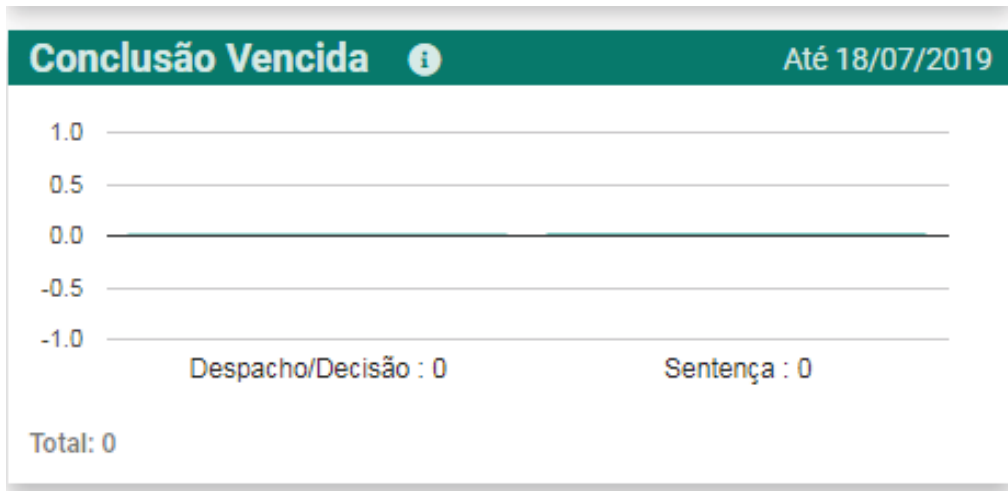 Conclusão Vencida Até 18/07/2019
1.0
0.5
0.0
-0.5
-1.0
Despacho/Decisão : 0 Sentença : 0
Total: 0